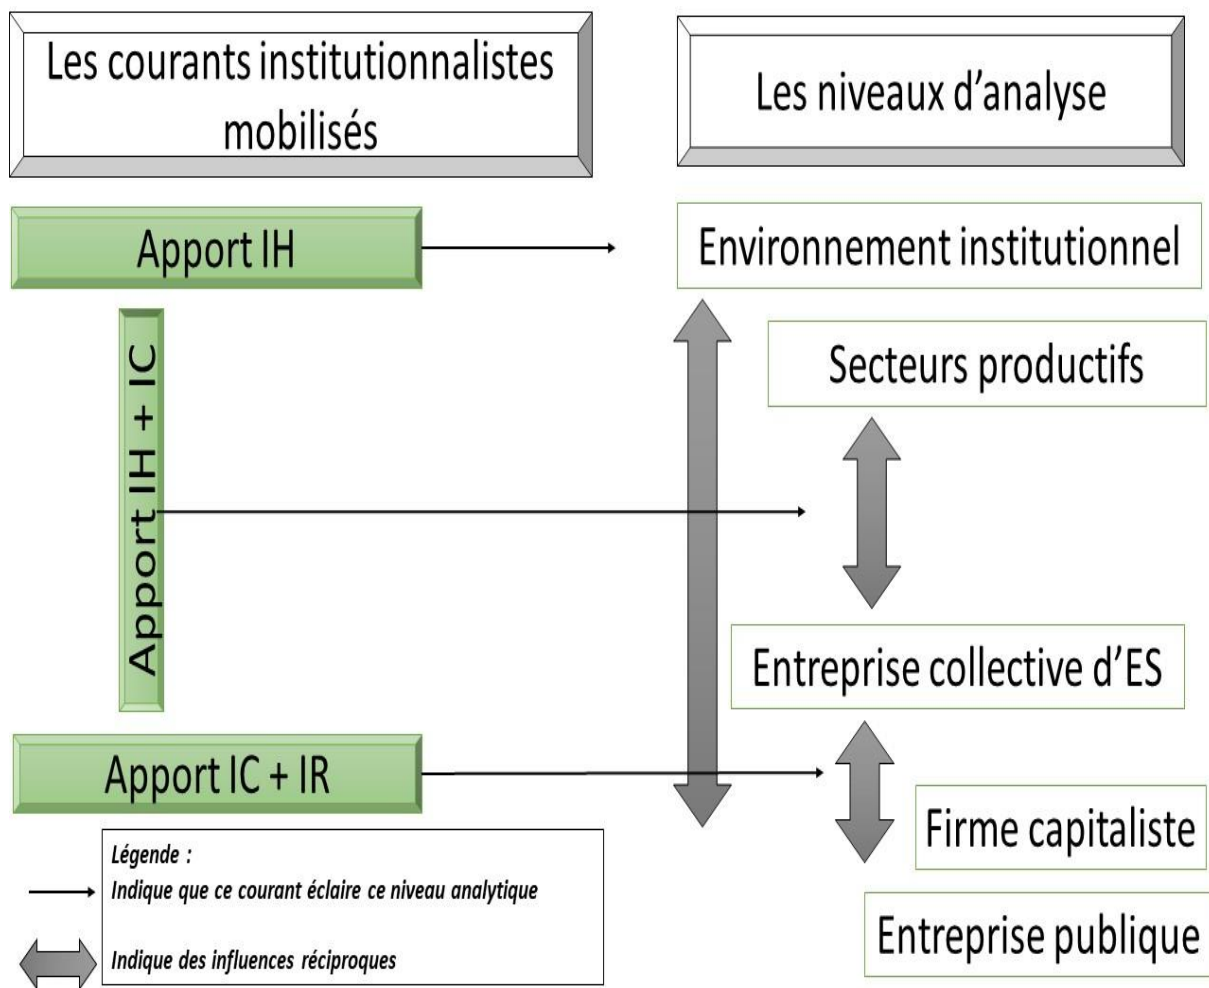 Les courants institutionnalistes
mobilisés
Les niveaux d'analyse
Apport IH
Environnement institutionnel
Apport IH + IC
Secteurs productifs
Entreprise collective d'ES
Apport IC + IR
Firme capitaliste
Entreprise publique
Légende :
Indique que ce courant éclaire ce niveau analytique
Indique des influences réciproques